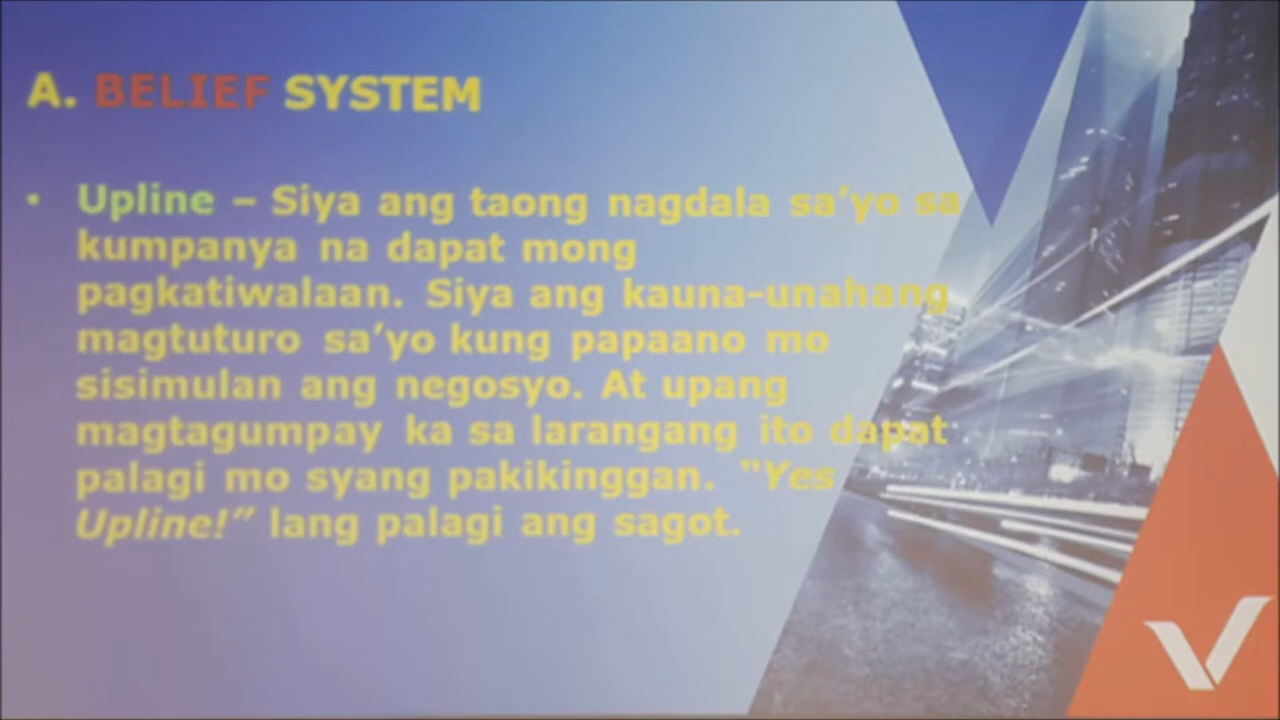 A. BELIEF SYSTEM
• Upline – Siya ang taong nagdala sa’yo sa
kumpanya na dapat mong
pagkatiwalaan. Siya ang kauna-unahang
magtuturo sa’yo kung papaano mo
sisimulan ang negosyo. At upang
magtagumpay ka sa larangang ito dapat
palagi mo syang pakikinggan. “Yes
Upline!” lang palagi ang sagot.